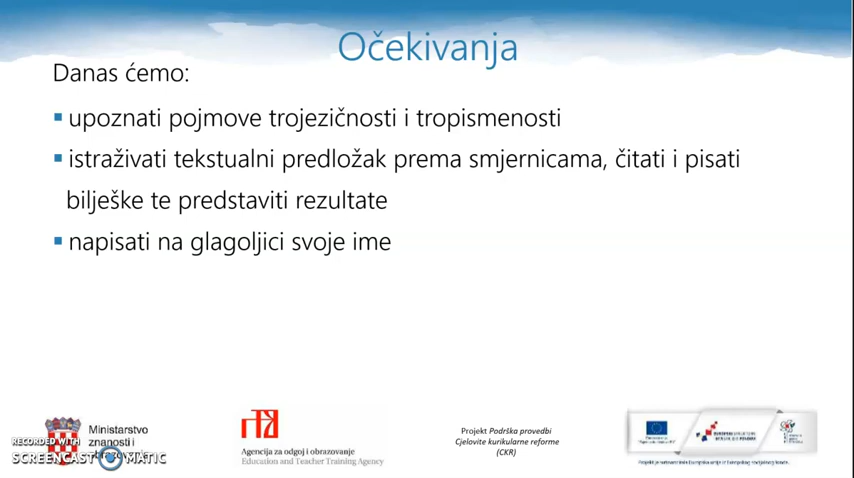 Očekivanja
Danas ćemo:
▪ upoznati pojmove trojezičnosti i tropismenosti
▪ istraživati tekstualni predložak prema smjernicama, čitati i pisati
bilješke te predstaviti rezultate
▪ napisati na glagoljici svoje ime
Ministarstvo
znanosti i
obrazovanja
RECORDED WITH
SCREENCAST MATIC
Agencija za odgoj i obrazovanje
Education and Teacher Training Agency
Projekt Podrška provedbi
Cjelovite kurikularne reforme
(CKR)